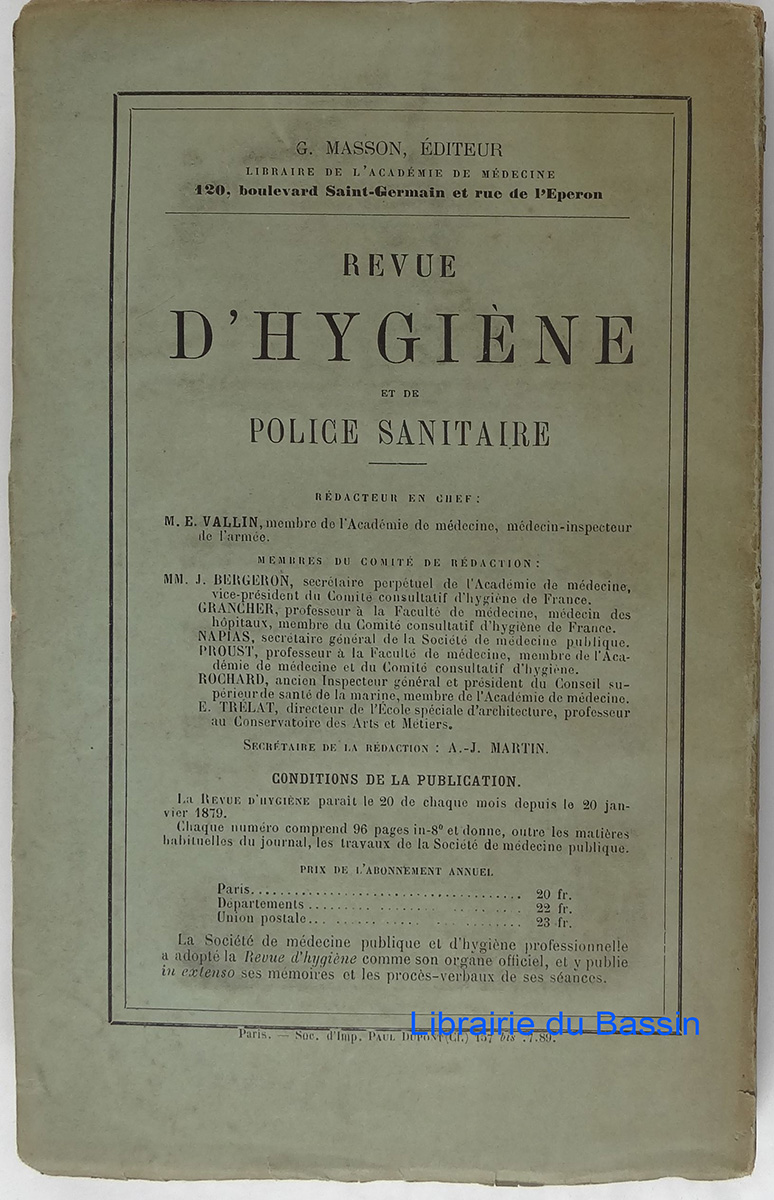 G. MASSON, ÉDITEUR
LIBRAIRE DE L'ACADÉMIE DE MÉDECINE
120, boulevard Saint-Germain et rue de l'Eperon
REVUE
D'HYGIÈNE
ET DE
POLICE SANITAIRE
RÉDACTEUR EN CHEF :
M. E. VALLIN, membre de l'Académie de médecine, médecin-inspecteur
de l'armée.
MEMBRES DU COMITÉ DE RÉDACTION :
MM. J. BERGERON, secrétaire perpétuel de l'Académie de médecine,
vice-président du Comité consultatif d'hygiène de France.
GRANCHER, professeur à la Faculté de médecine, médecin des
hôpitaux, membre du Comité consultatif d'hygiène de France.
NAPIAS, secrétaire général de la Société de médecine publique.
PROUST, professeur à la Faculté de médecine, membre de l'Aca-
démie de médecine et du Comité consultatif d'hygiène.
ROCHARD, ancien Inspecteur général et président du Conseil su-
périeur de santé de la marine, membre de l'Académie de médecine.
E. TRÉLAT, directeur de l'École spéciale d'architecture, professeur
au Conservatoire des Arts et Métiers.
SECRÉTAIRE DE LA RÉDACTION : A.-J. MARTIN.
CONDITIONS DE LA PUBLICATION.
La REVUE D'HYGIÈNE paraît le 20 de chaque mois depuis le 20 jan-
vier 1879.
Chaque numéro comprend 96 pages in-8° et donne, outre les matières
habituelles du journal, les travaux de la Société de médecine publique.
PRIX DE L'ABONNEMENT ANNUEL
Paris........ 20 fr.
Départements........ 22 fr.
Union postale........ 23 fr.
La Société de médecine publique et d'hygiène professionnelle
a adopté la Revue d'hygiène comme son organe officiel, et y publie
in extenso ses mémoires et les procès-verbaux de ses séances.
Librairie du Bassin
Paris. — Soc. d'Imp. PAUL DUPONT (Cl.) 157 bis .7.89.